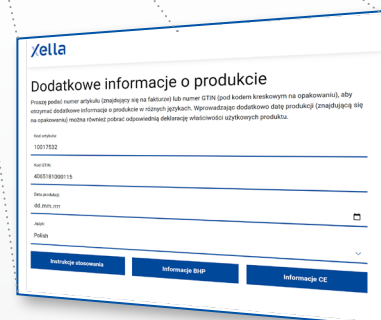 Xella
Dodatkowe informacje o produkcie
Proszę podać numer artykułu (znajdujący się na fakturze) lub numer GTIN (pod kodem kreskowym na opakowaniu), aby
otrzymać dodatkowe informacje o produkcie w różnych językach. Wprowadzając dodatkowo datę produkcji (znajdującą się
na opakowaniu) można również pobrać odpowiednią deklarację właściwości użytkowych produktu.
Kod artykułu:
10017532
Kod GTIN:
4065181000115
Data produkcji:
dd.mm.rrrr
Język:
Polish
Instrukcje stosowania
Informacje BHP
Informacje CE